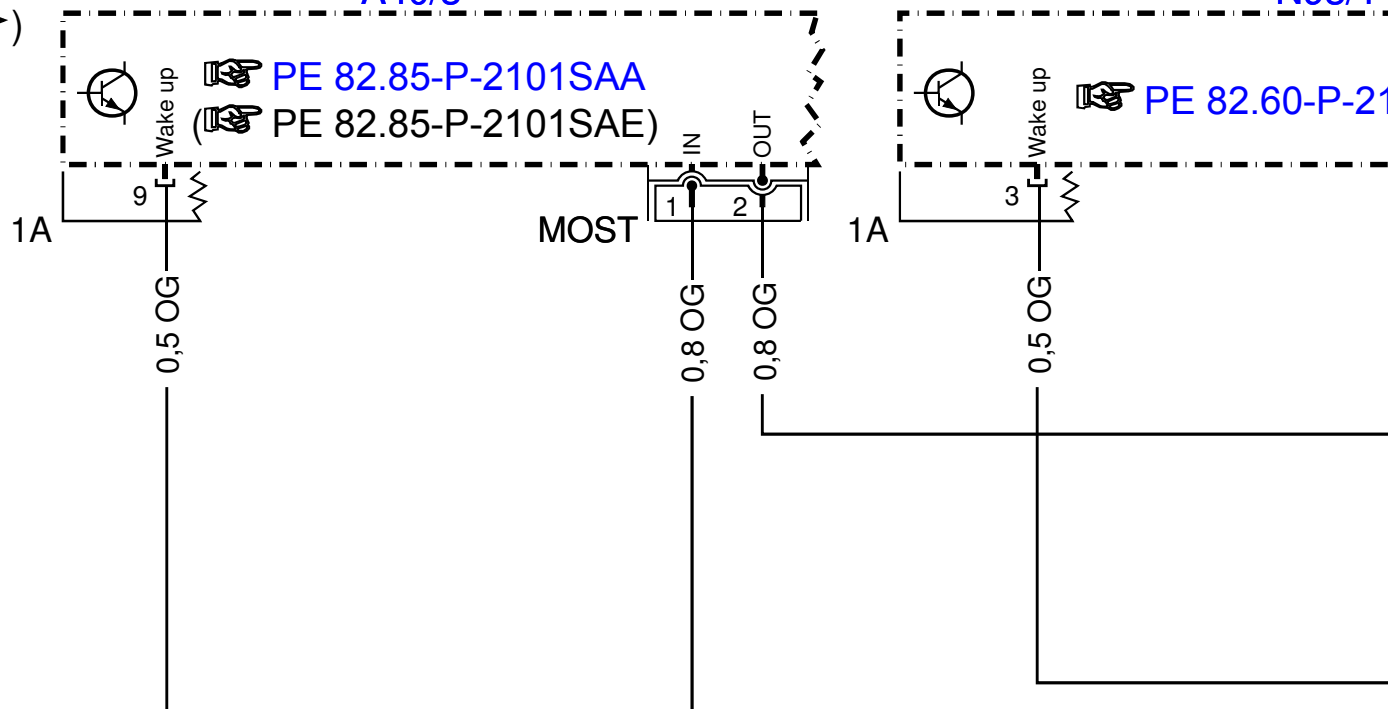 )
PE 82.85-P-2101SAA
(PE 82.85-P-2101SAE)
Wake up
IN
OUT
9
1A
MOST
1
2
0,5 OG
0,8 OG
0,8 OG
PE 82.60-P-21
Wake up
3
1A
0,5 OG